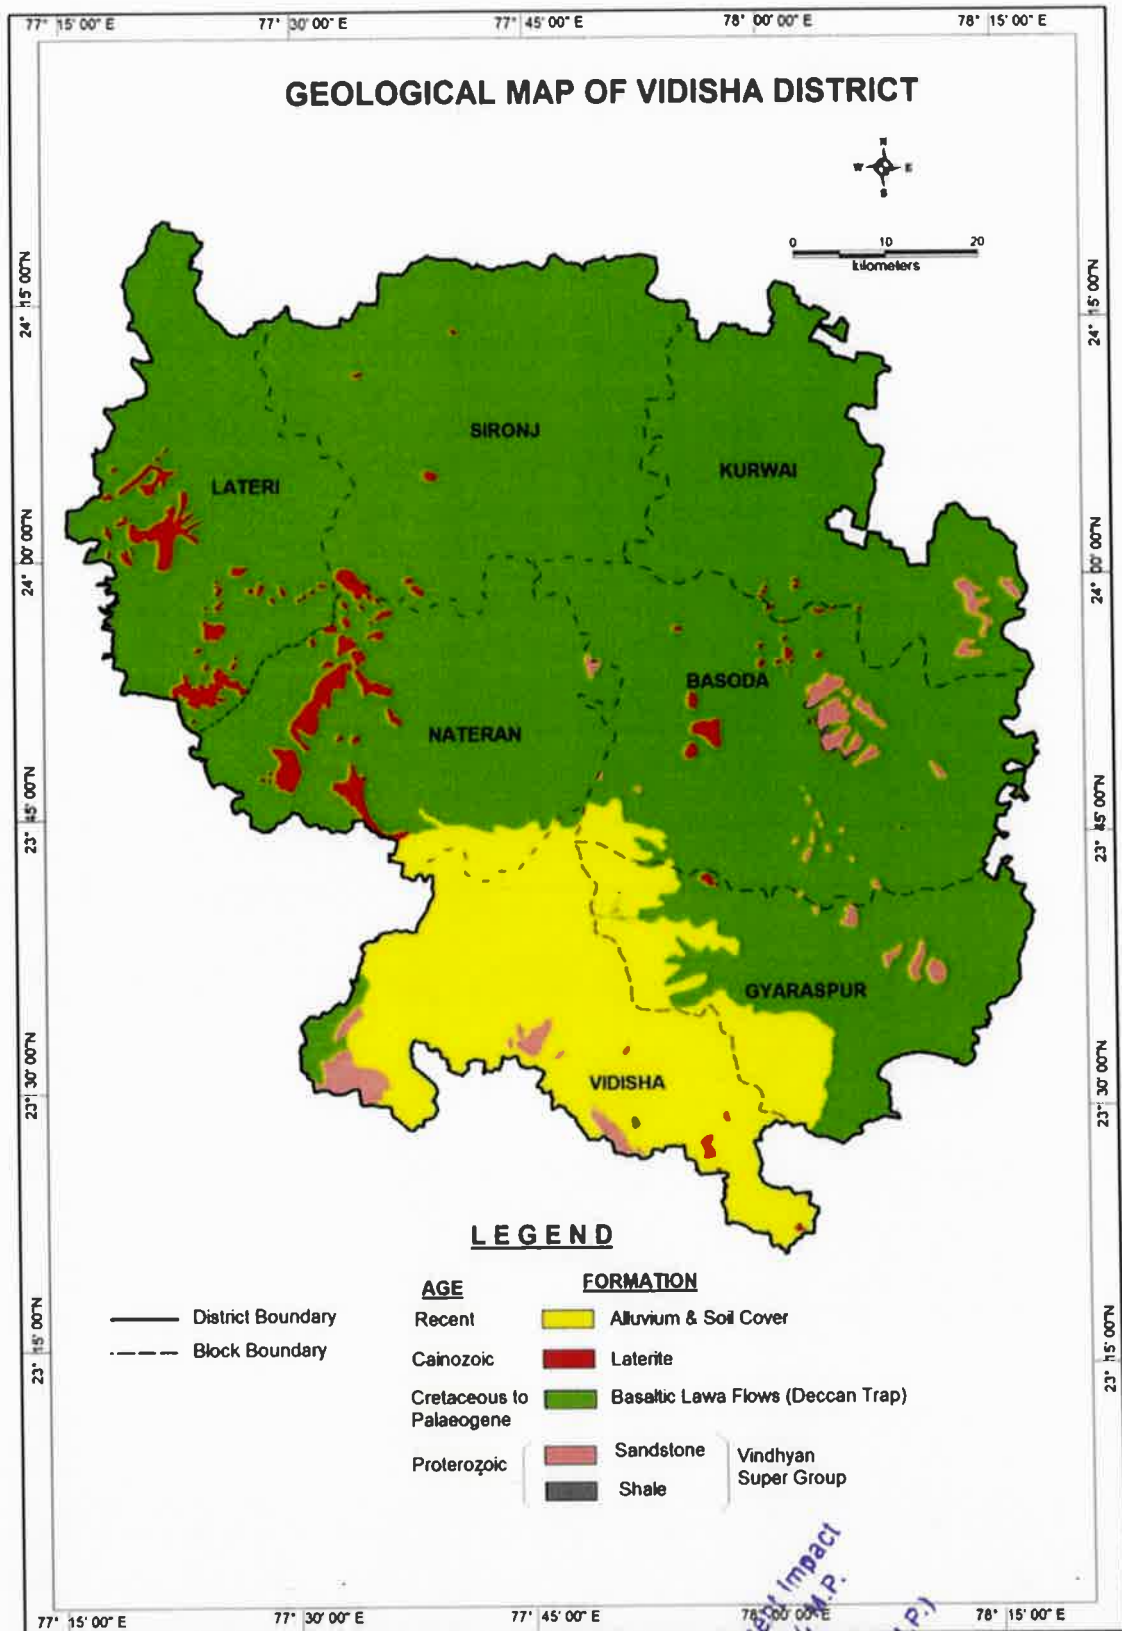 77° 15' 00" E 77° 30' 00" E 77° 45' 00" E 78° 00' 00" E 78° 15' 00" E
GEOLOGICAL MAP OF VIDISHA DISTRICT
N
W E
S
0 10 20
kilometers
24° 15' 00"N
24° 15' 00"N
SIRONJ
KURWAI
LATERI
24° 00' 00"N
24° 00' 00"N
BASODA
NATERAN
23° 45' 00"N
23° 45' 00"N
GYARASPUR
23° 30' 00"N
23° 30' 00"N
VIDISHA
LEGEND
AGE FORMATION
District Boundary Recent Alluvium & Soil Cover
Block Boundary Cainozoic Laterite
Cretaceous to Basaltic Lawa Flows (Deccan Trap)
Palaeogene
Proterozoic Sandstone Vindhyan
Shale Super Group
23° 15' 00"N
23° 15' 00"N
Impact
M.P.
77° 15' 00" E 77° 30' 00" E 77° 45' 00" E 78° 00' 00" E 78° 15' 00" E